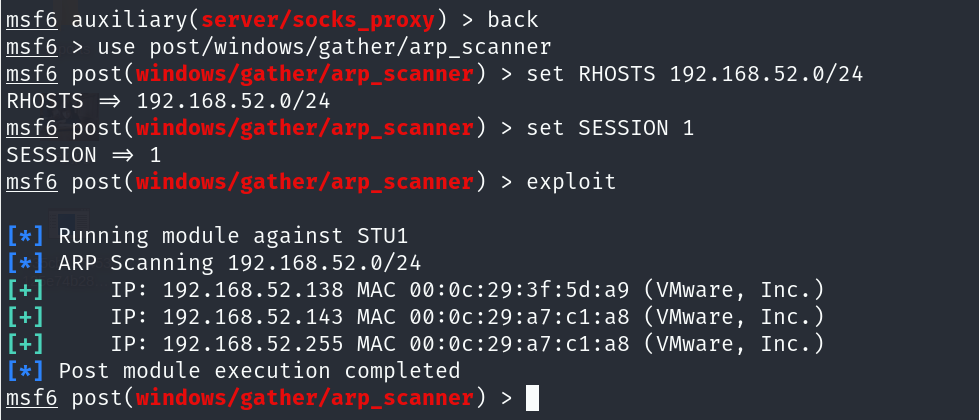 msf6 auxiliary(server/socks_proxy) > back
msf6 > use post/windows/gather/arp_scanner
msf6 post(windows/gather/arp_scanner) > set RHOSTS 192.168.52.0/24
RHOSTS => 192.168.52.0/24
msf6 post(windows/gather/arp_scanner) > set SESSION 1
SESSION => 1
msf6 post(windows/gather/arp_scanner) > exploit
[*] Running module against STU1
[*] ARP Scanning 192.168.52.0/24
[+]     IP: 192.168.52.138 MAC 00:0c:29:3f:5d:a9 (VMware, Inc.)
[+]     IP: 192.168.52.143 MAC 00:0c:29:a7:c1:a8 (VMware, Inc.)
[+]     IP: 192.168.52.255 MAC 00:0c:29:a7:c1:a8 (VMware, Inc.)
[*] Post module execution completed
msf6 post(windows/gather/arp_scanner) >